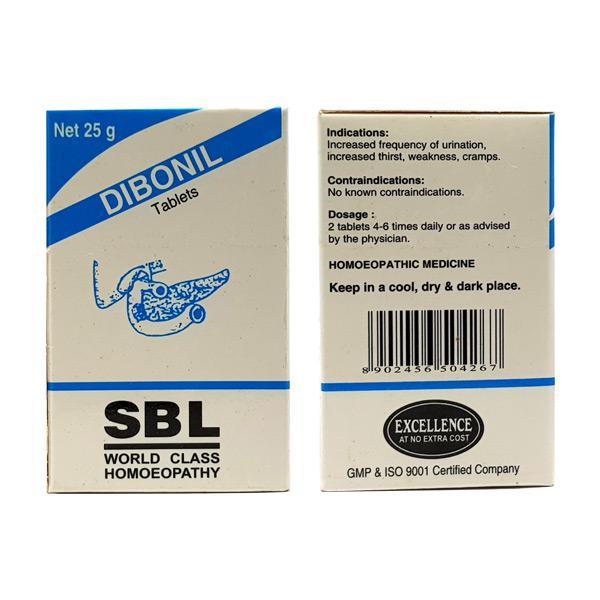 Net 25 g
DIBONIL
Tablets
SBL
WORLD CLASS
HOMOEOPATHY
Indications:
Increased frequency of urination,
increased thirst, weakness, cramps.
Contraindications:
No known contraindications.
Dosage :
2 tablets 4-6 times daily or as advised
by the physician.
HOMOEOPATHIC MEDICINE
Keep in a cool, dry & dark place.
8 902456 504267
EXCELLENCE
AT NO EXTRA COST
GMP & ISO 9001 Certified Company